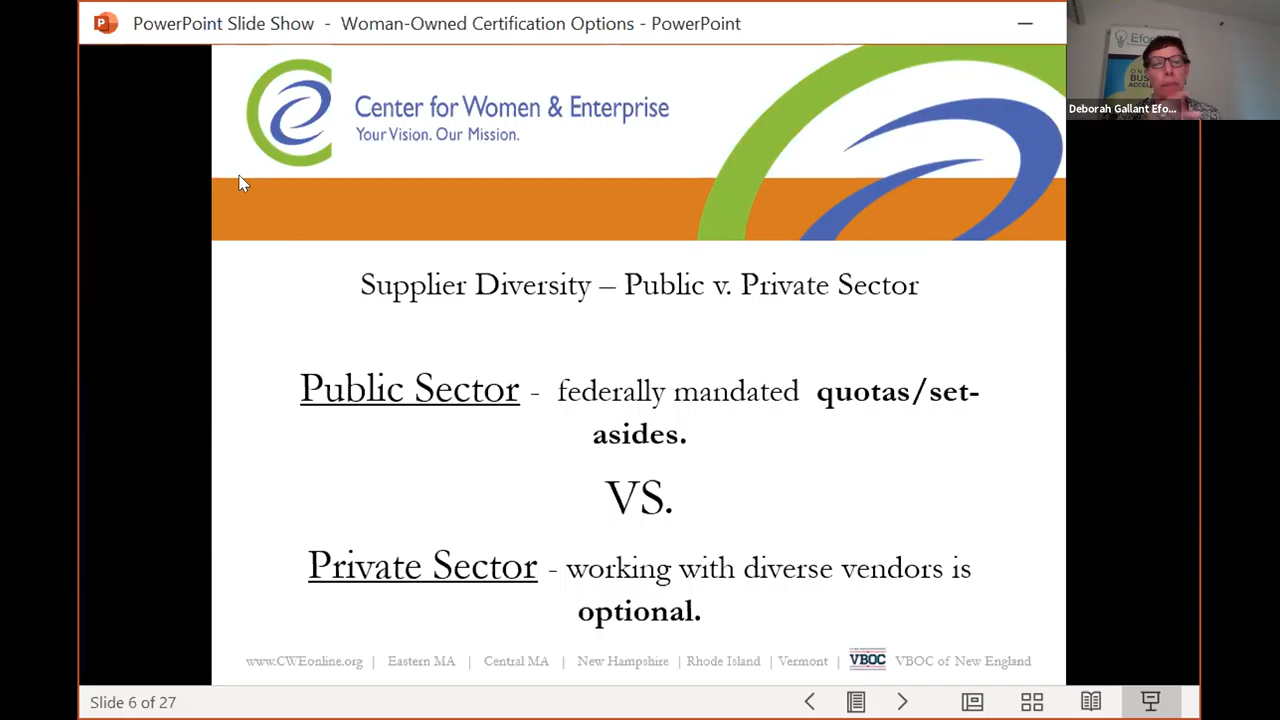 PowerPoint Slide Show - Woman-Owned Certification Options - PowerPoint
Center for Women & Enterprise
Your Vision. Our Mission.
Deborah Gallant Efo...
Supplier Diversity – Public v. Private Sector
Public Sector - federally mandated quotas/set-
asides.
VS.
Private Sector - working with diverse vendors is
optional.
www.CWEonline.org | Eastern MA | Central MA | New Hampshire | Rhode Island | Vermont | VBOC VBOC of New England
Slide 6 of 27